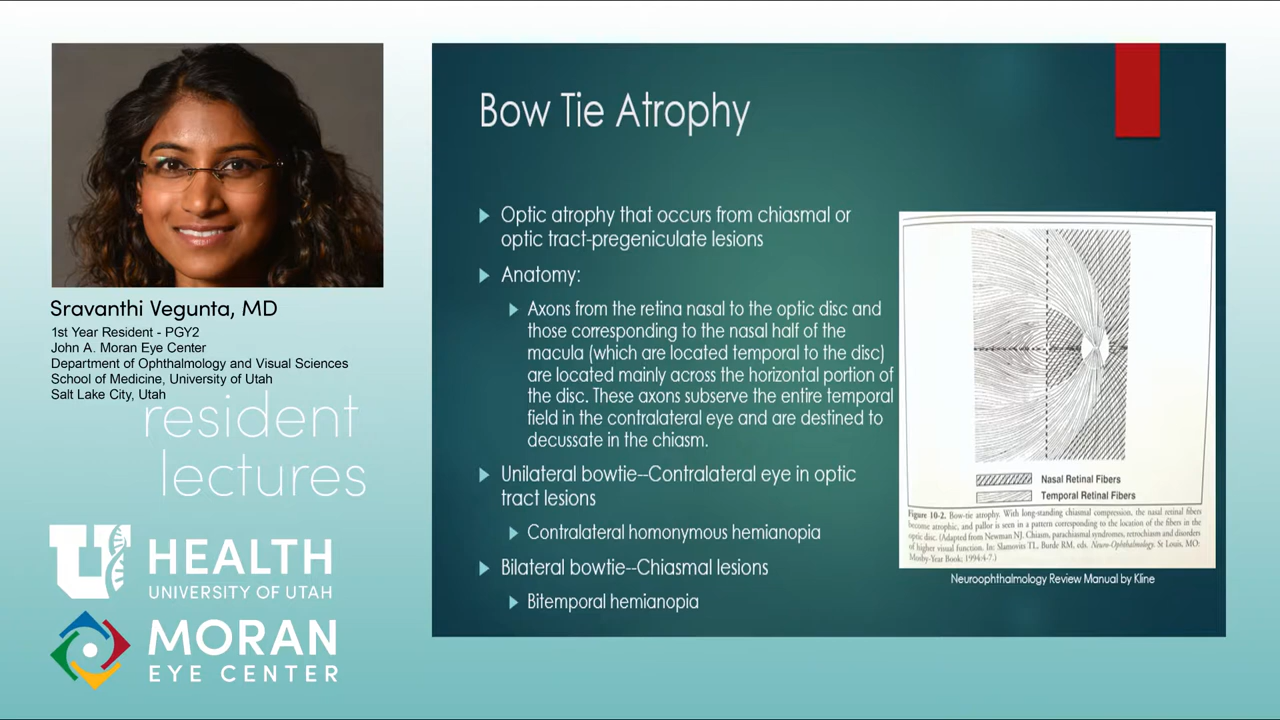 Sravanthi Vegunta, MD
1st Year Resident - PGY2
John A. Moran Eye Center
Department of Ophthalmology and Visual Sciences
School of Medicine, University of Utah
Salt Lake City, Utah
resident
lectures
U HEALTH
UNIVERSITY OF UTAH
MORAN
EYE CENTER
Bow Tie Atrophy
Optic atrophy that occurs from chiasmal or
optic tract-pregeniculate lesions
Anatomy:
Axons from the retina nasal to the optic disc and
those corresponding to the nasal half of the
macula (which are located temporal to the disc)
are located mainly across the horizontal portion of
the disc. These axons subserve the entire temporal
field in the contralateral eye and are destined to
decussate in the chiasm.
Unilateral bowtie--Contralateral eye in optic
tract lesions
Contralateral homonymous hemianopia
Bilateral bowtie--Chiasmal lesions
Bitemporal hemianopia
Nasal Retinal Fibers
Temporal Retinal Fibers
Figure 10-2. Bow-tie atrophy. With long-standing chiasmal compression, the nasal retinal fibers
become atrophic, and pallor is seen in a pattern corresponding to the location of the fibers in the
optic disc. (Adapted from Newman NJ. Chiasm, parachiasmal syndromes, retrochiasm and disorders
of higher visual function. In: Slamovits TL, Burde RM, eds. Neuro-Ophthalmology. St Louis, MO:
Mosby-Year Book; 1994:4-7.)
Neuroophthalmology Review Manual by Kline